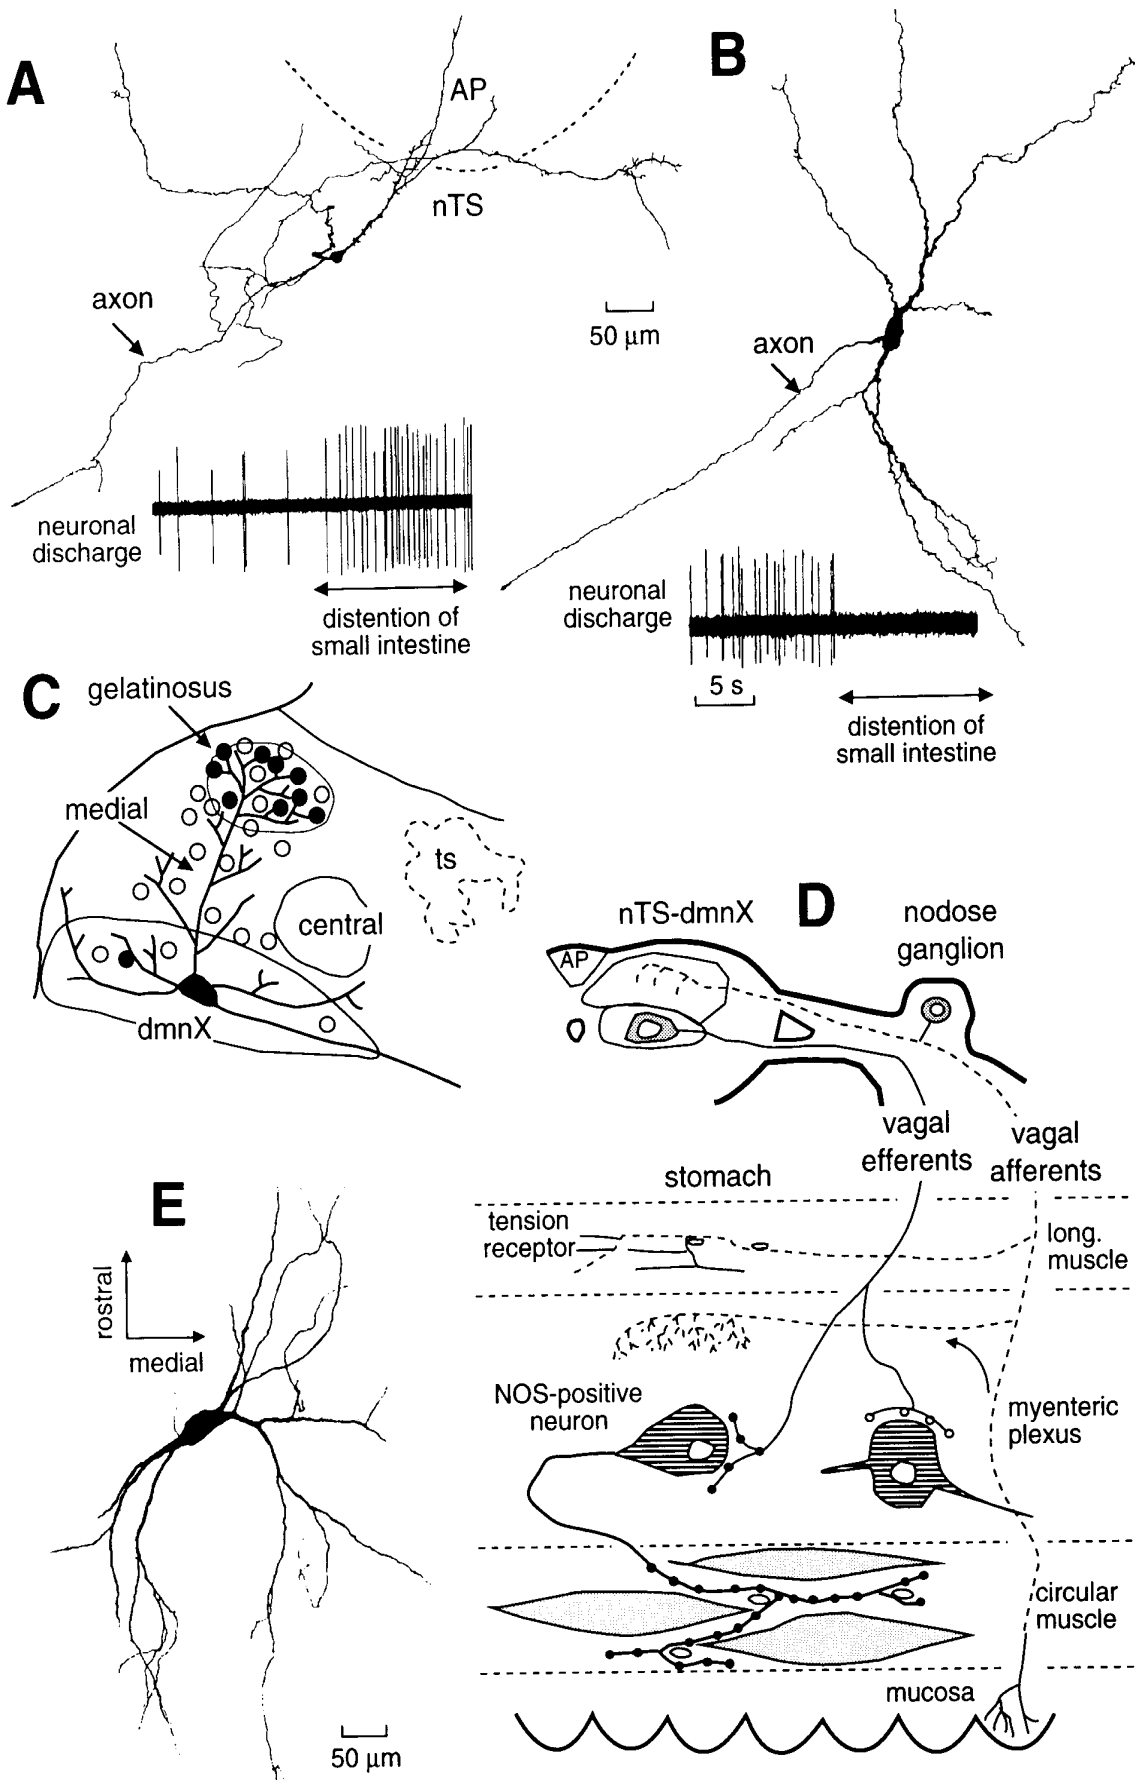 A
AP
nTS
axon
50 μm
neuronal
discharge
distention of
small intestine
B
axon
neuronal
discharge
5 s
distention of
small intestine
C
gelatinosus
medial
ts
central
dmnX
D
nTS-dmnX
nodose
ganglion
AP
vagal
efferents
vagal
afferents
stomach
tension
receptor
long.
muscle
NOS-positive
neuron
myenteric
plexus
circular
muscle
mucosa
E
rostral
medial
50 μm